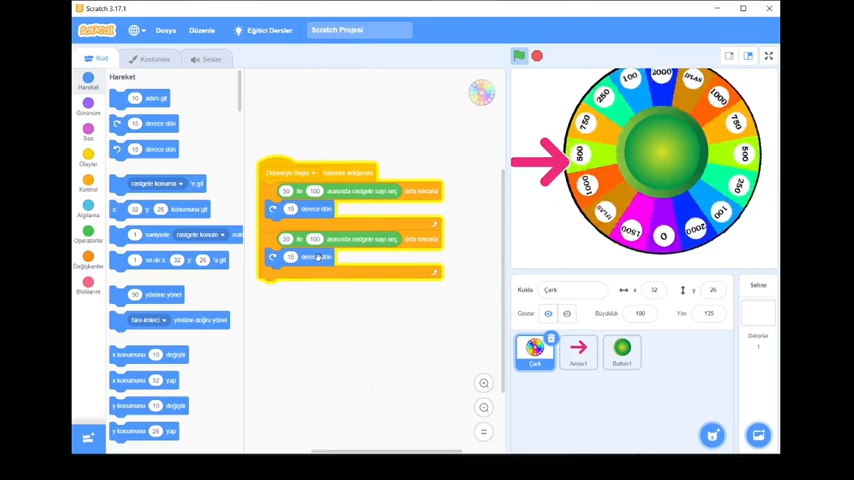 Scratch 3.17.1
SCRATCH
Dosya
Düzenle
Eğitici Dersler
Scratch Projesi
Kod
Kostümler
Sesler
Hareket
Hareket
Görünüm
Ses
Olaylar
Kontrol
Algılama
Operatörler
Değişkenler
Bloklarım
10 adım git
15 derece dön
15 derece dön
rastgele konuma 'e git
x: 32 y: 26 konumuna git
1 saniyede rastgele konum
1 sn.de x: 32 y: 26
90 yönüne yönel
fare-imleci yönüne doğru yönel
x konumunu 10 değiştir
x konumunu 32 yap
y konumunu 10 değiştir
y konumunu 26 yap
Dönmeye Başla haberini aldığımda
50 ile 100 arasında rastgele sayı seç defa tekrarla
15 derece dön
50 ile 100 arasında rastgele sayı seç defa tekrarla
15 derece dön
2000
İFLAS
1000
500
250
100
2000
0
1500
İFLAS
1000
500
750
250
100
Kukla
Çark
x
32
y
26
Göster
Büyüklük
100
Yön
135
Çark
Arrow1
Button1
Sahne
Dekorlar
1